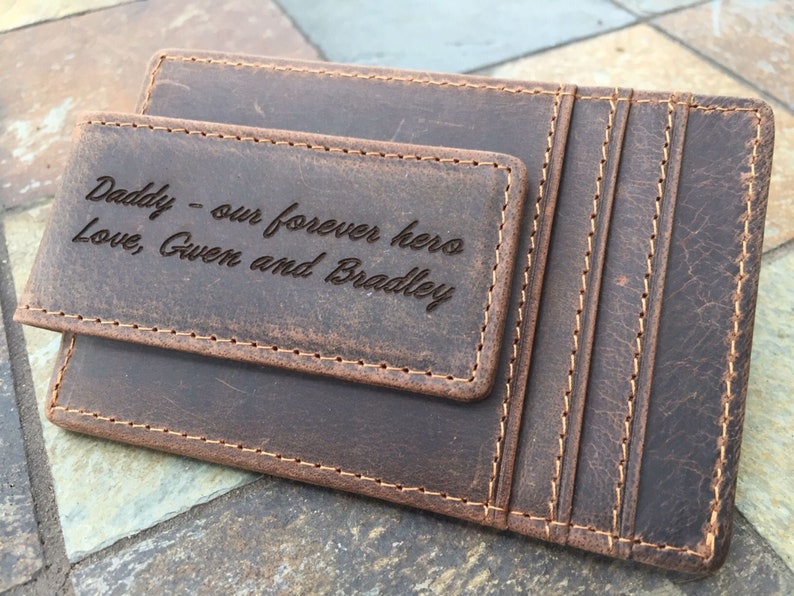 Daddy - our forever hero
Love, Gwen and Bradley